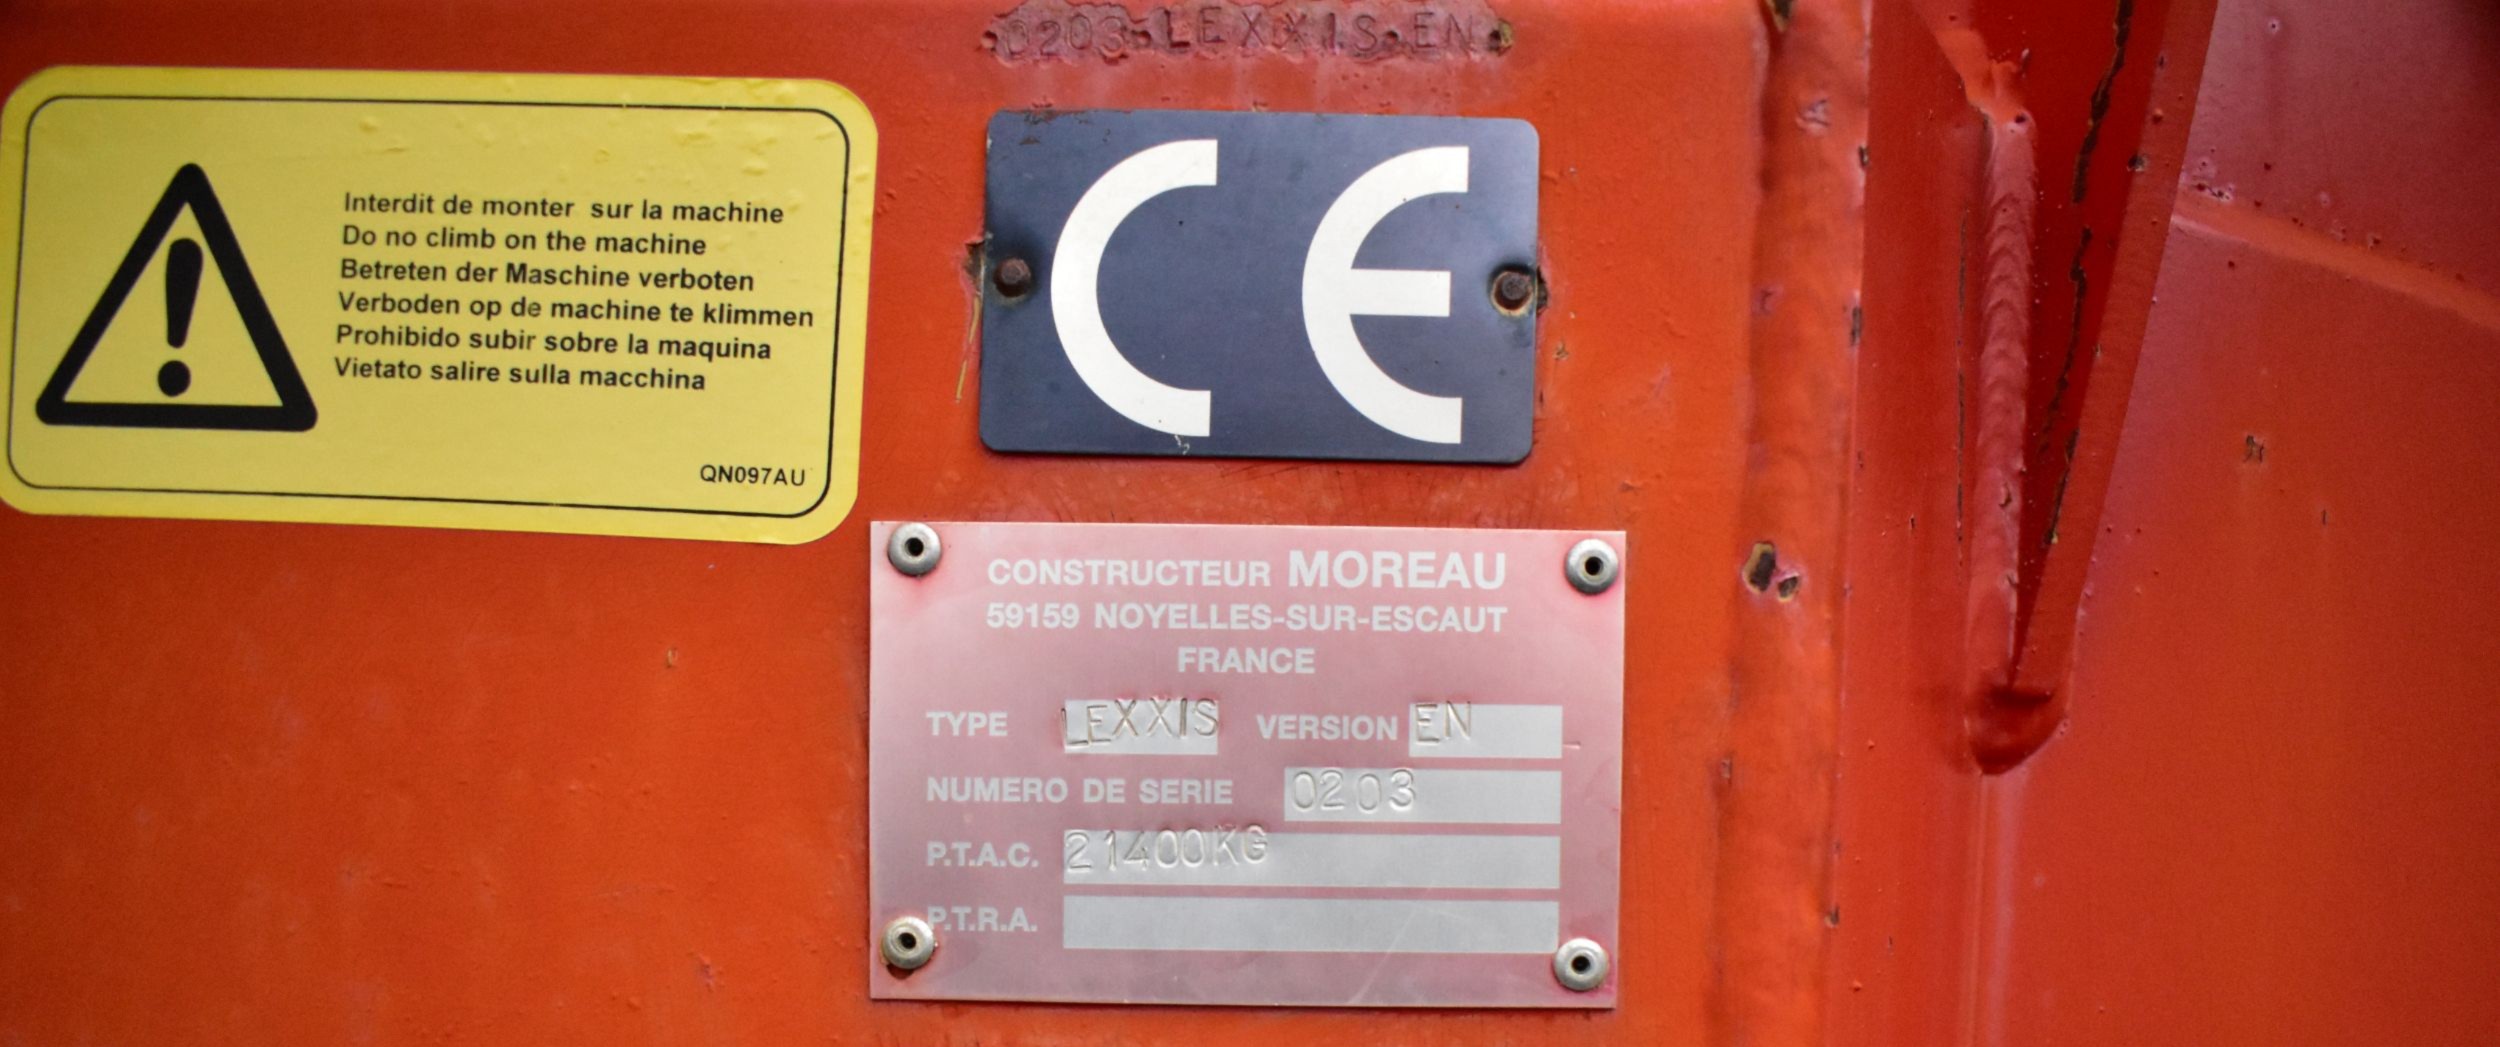 0203 LEXXIS EN
Interdit de monter sur la machine
Do no climb on the machine
Betreten der Maschine verboten
Verboden op de machine te klimmen
Prohibido subir sobre la maquina
Vietato salire sulla macchina
QN097AU
CE
CONSTRUCTEUR MOREAU
59159 NOYELLES-SUR-ESCAUT
FRANCE
TYPE LEXXIS VERSION EN
NUMERO DE SERIE 0203
P.T.A.C. 21400KG
P.T.R.A.